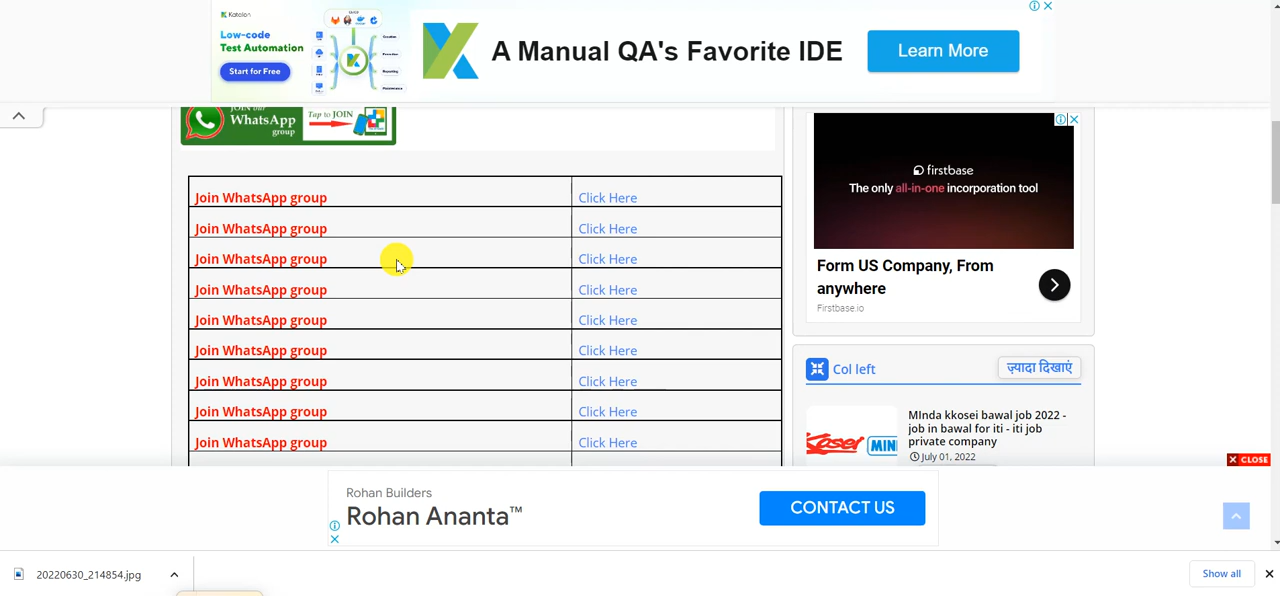 Katalon
Low-code
Test Automation
Start for Free
A Manual QA's Favorite IDE
Learn More
JOIN our
WhatsApp
group
Tap to JOIN
Join WhatsApp group Click Here
Join WhatsApp group Click Here
Join WhatsApp group Click Here
Join WhatsApp group Click Here
Join WhatsApp group Click Here
Join WhatsApp group Click Here
Join WhatsApp group Click Here
Join WhatsApp group Click Here
Join WhatsApp group Click Here
firstbase
The only all-in-one incorporation tool
Form US Company, From
anywhere
Firstbase.io
Col left
ज़्यादा दिखाएं
MInda kkosei bawal job 2022 -
job in bawal for iti - iti job
private company
July 01, 2022
CLOSE
Rohan Builders
Rohan Ananta™
CONTACT US
20220630_214854.jpg
Show all